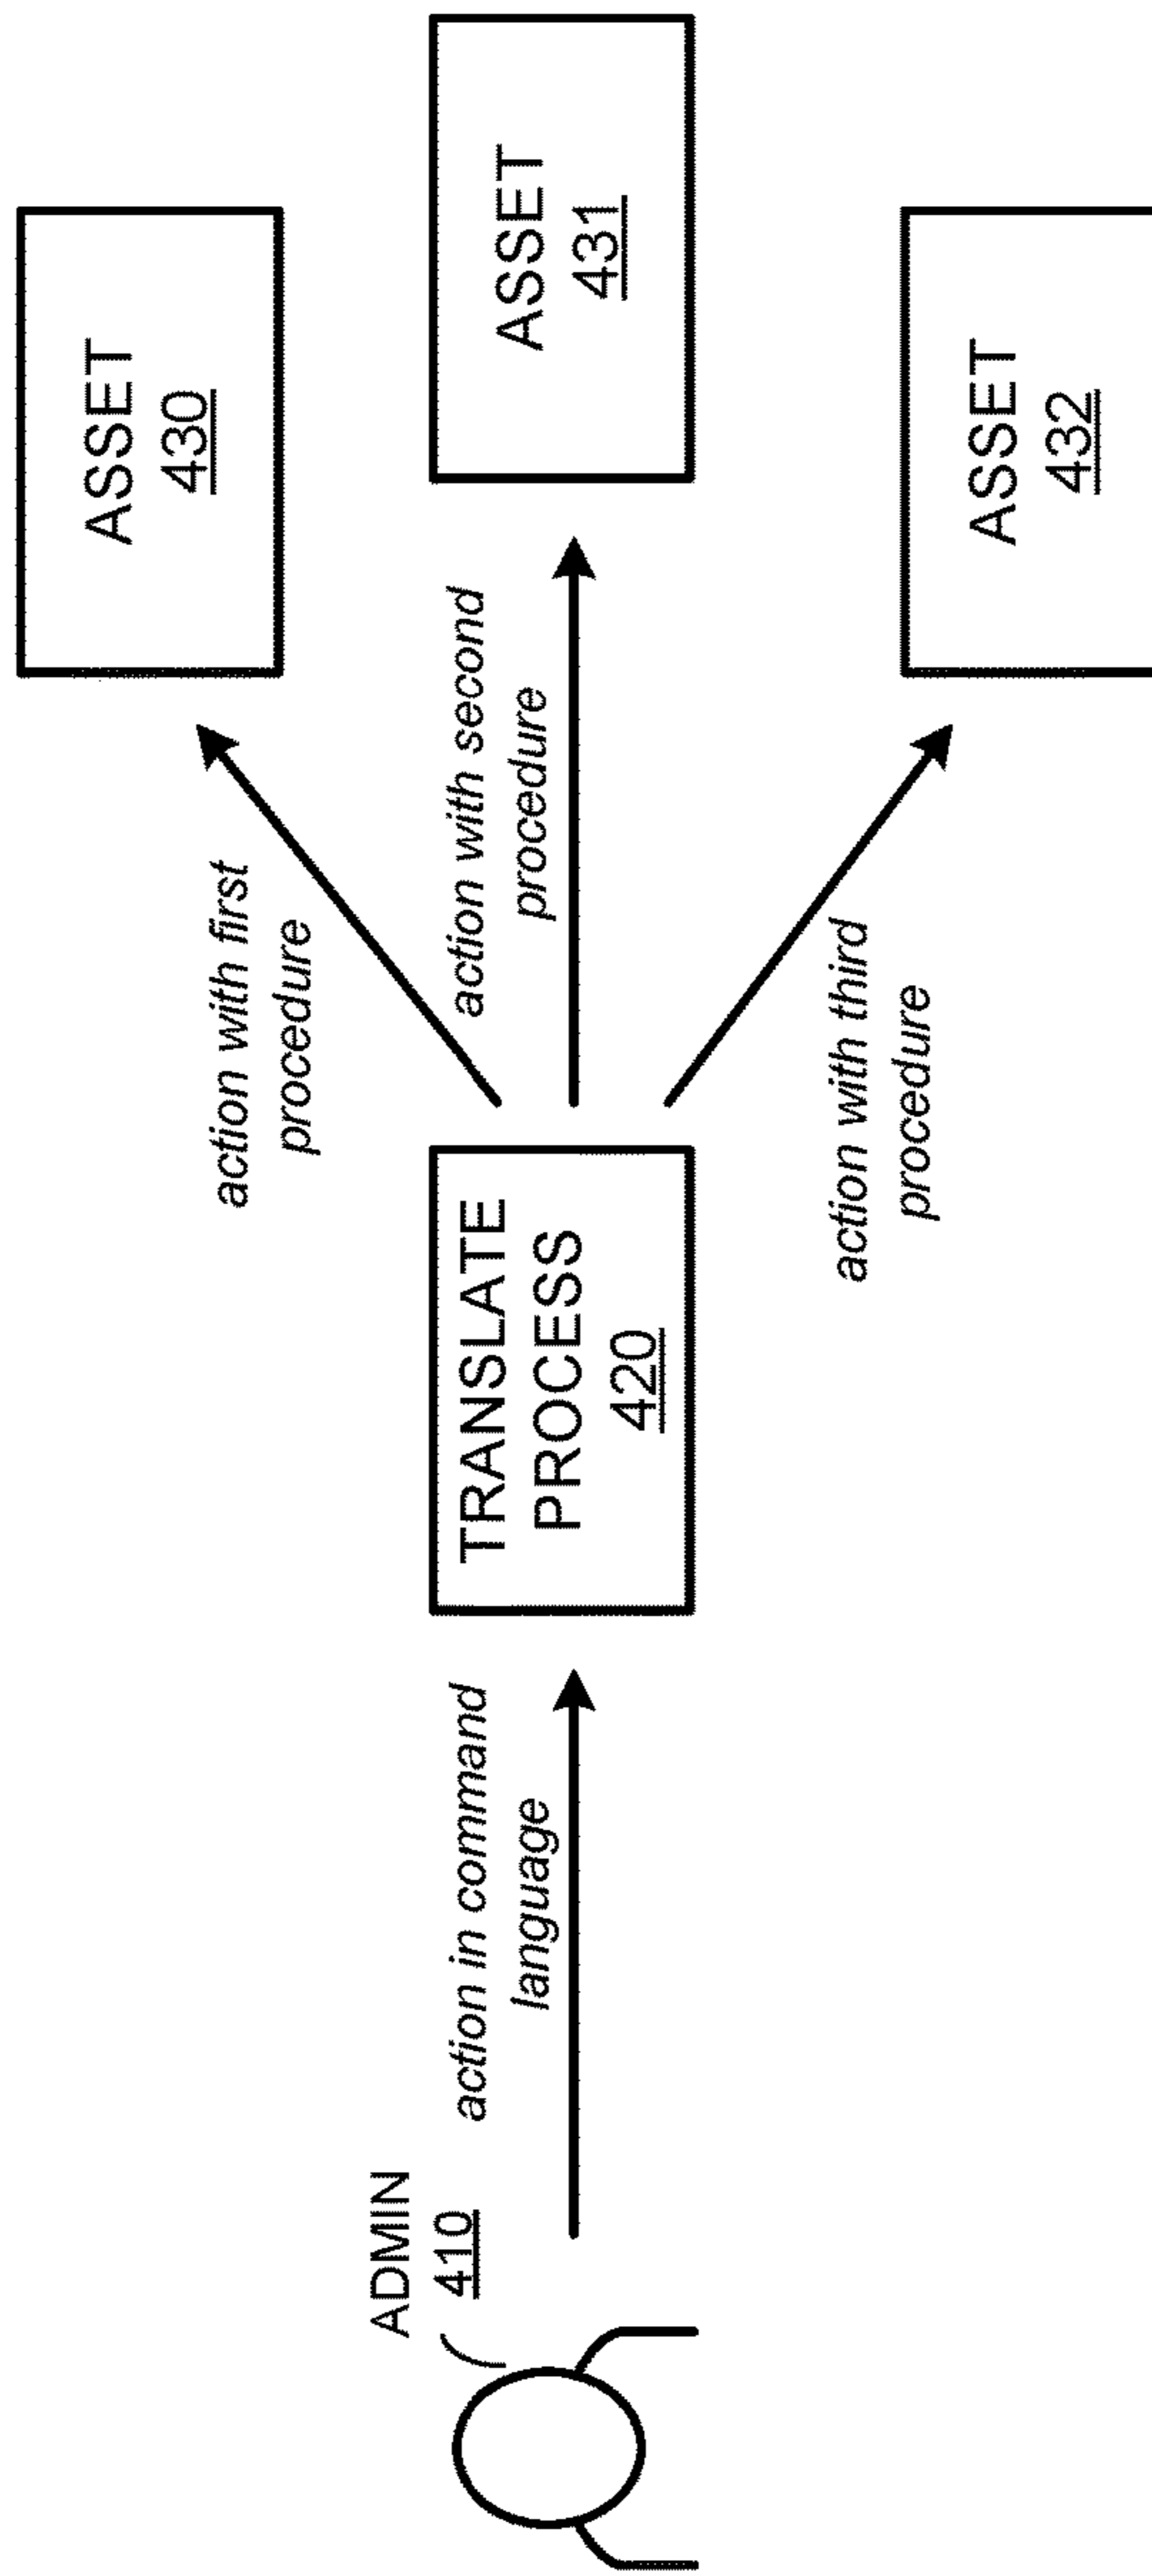 ADMIN
410
action in command
language
TRANSLATE
PROCESS
420
action with first
procedure
action with second
procedure
action with third
procedure
ASSET
430
ASSET
431
ASSET
432